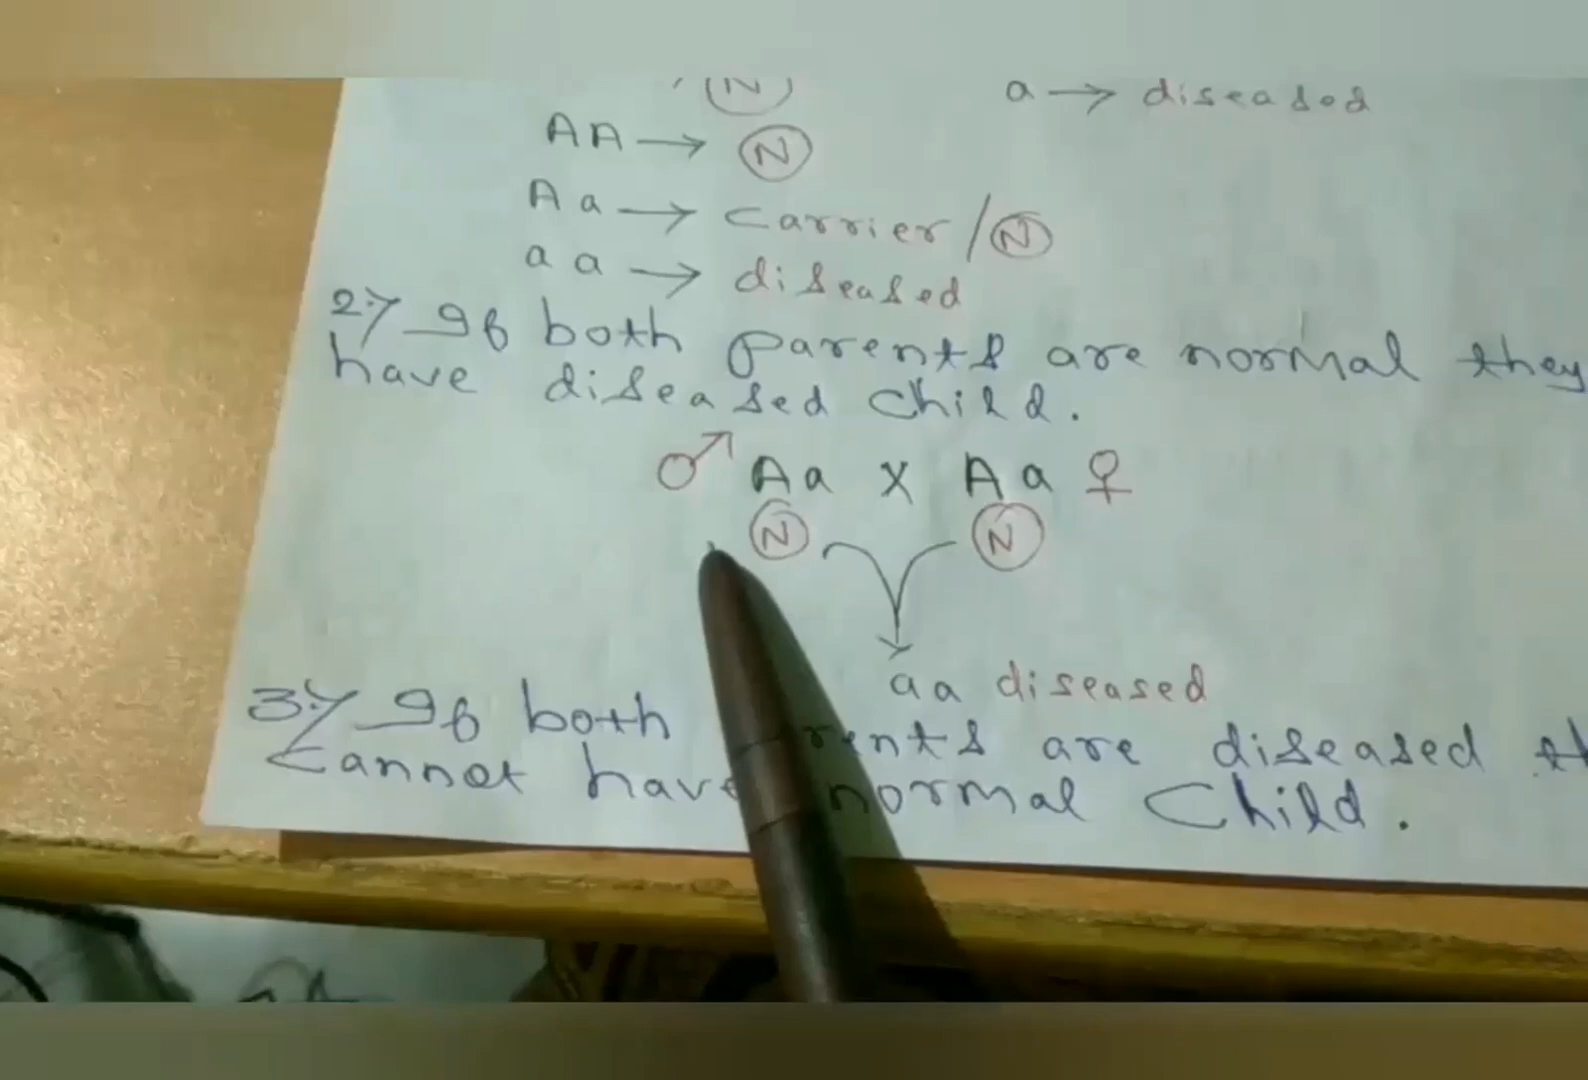 N
a → diseased
AA → N
Aa → carrier/N
aa → diseased
2:) If both parents are normal they
have diseased child.
♂ Aa X Aa ♀
N N
aa diseased
3:) If both are diseased
cannot have normal child.